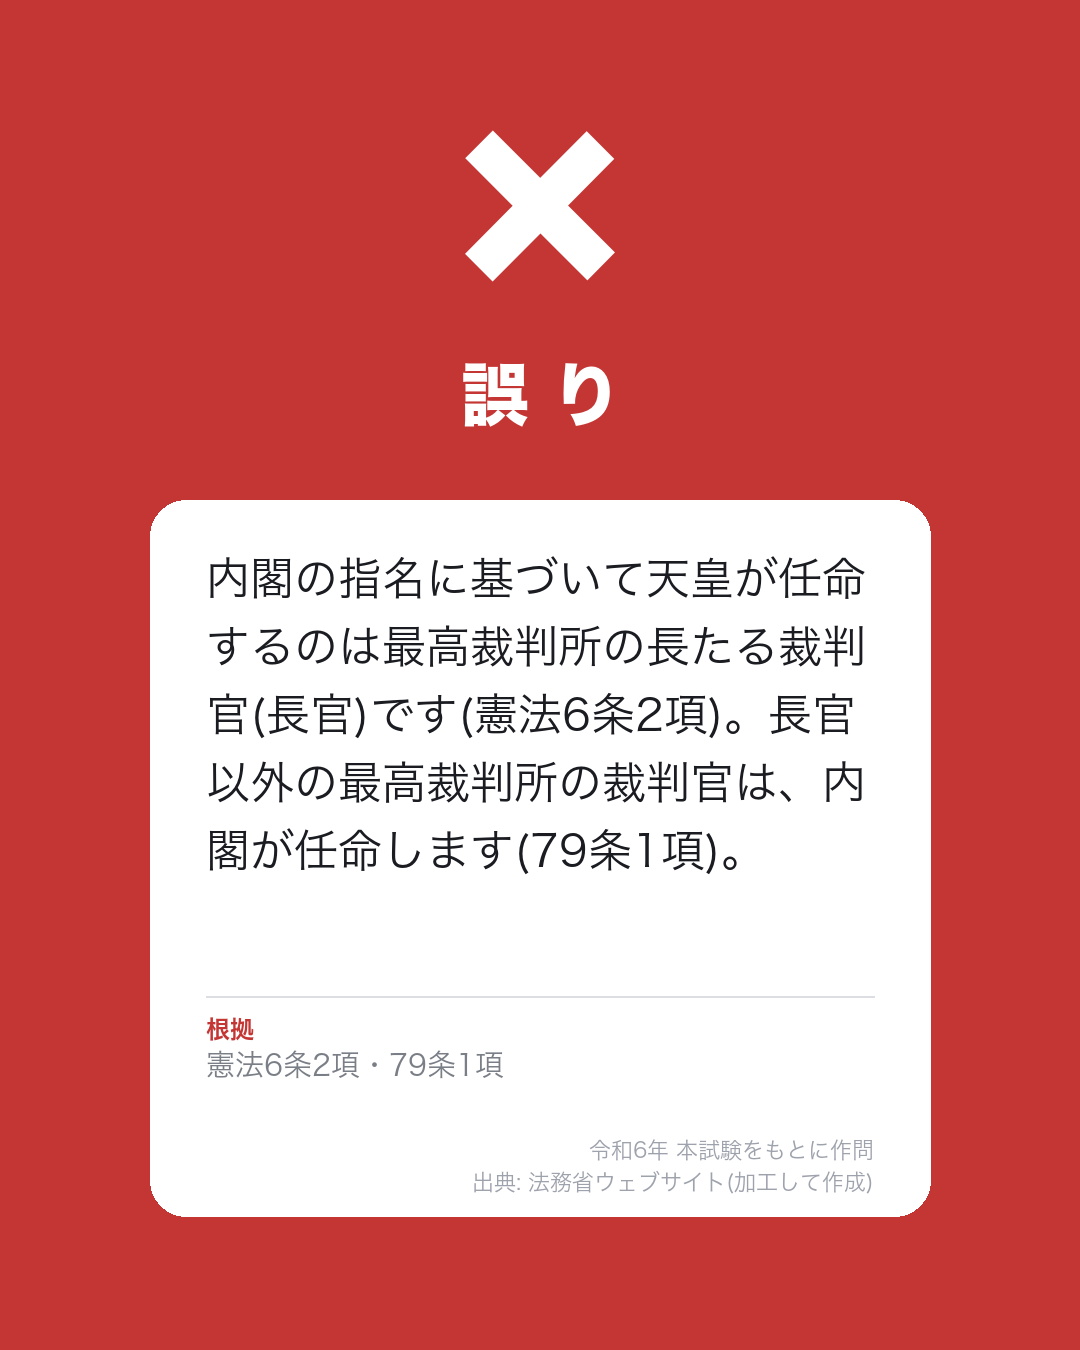 誤り
内閣の指名に基づいて天皇が任命
するのは最高裁判所の長たる裁判
官(長官)です(憲法6条2項)。長官
以外の最高裁判所の裁判官は、内
閣が任命します(79条1項)。
根拠
憲法6条2項・79条1項
令和6年 本試験をもとに作問
出典: 法務省ウェブサイト(加工して作成)